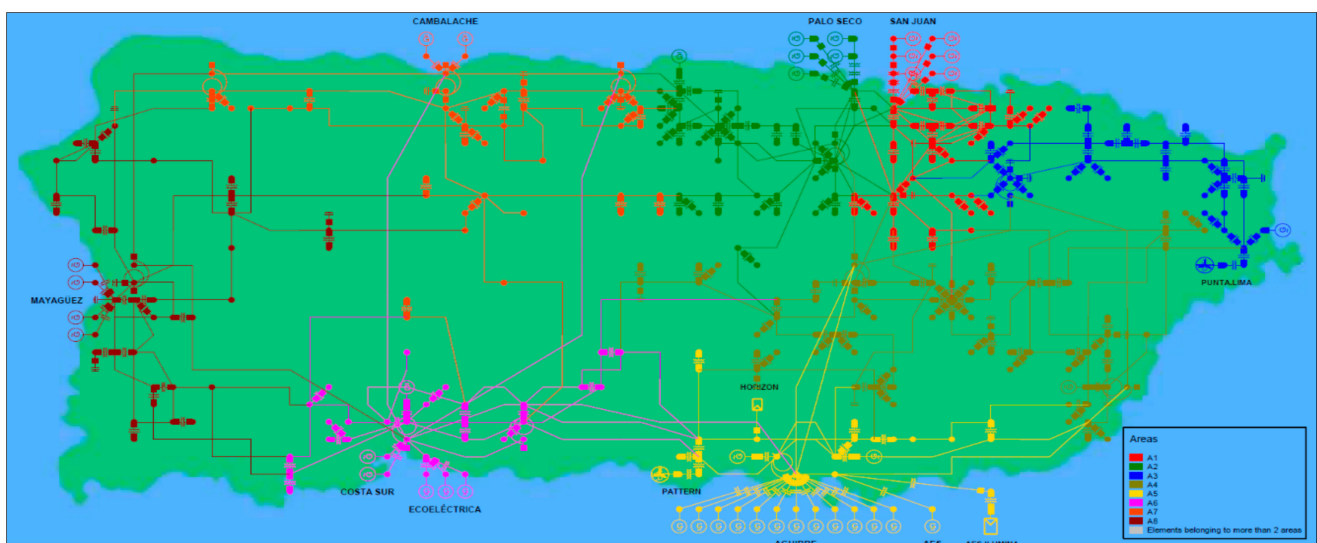 CAMBALACHE
PALO SECO
SAN JUAN
MAYAGÜEZ
PUNTA LIMA
HORIZON
COSTA SUR
ECOELÉCTRICA
PATTERN
Areas
A1
A2
A3
A4
A5
A6
A7
A8
Elements belonging to more than 2 areas